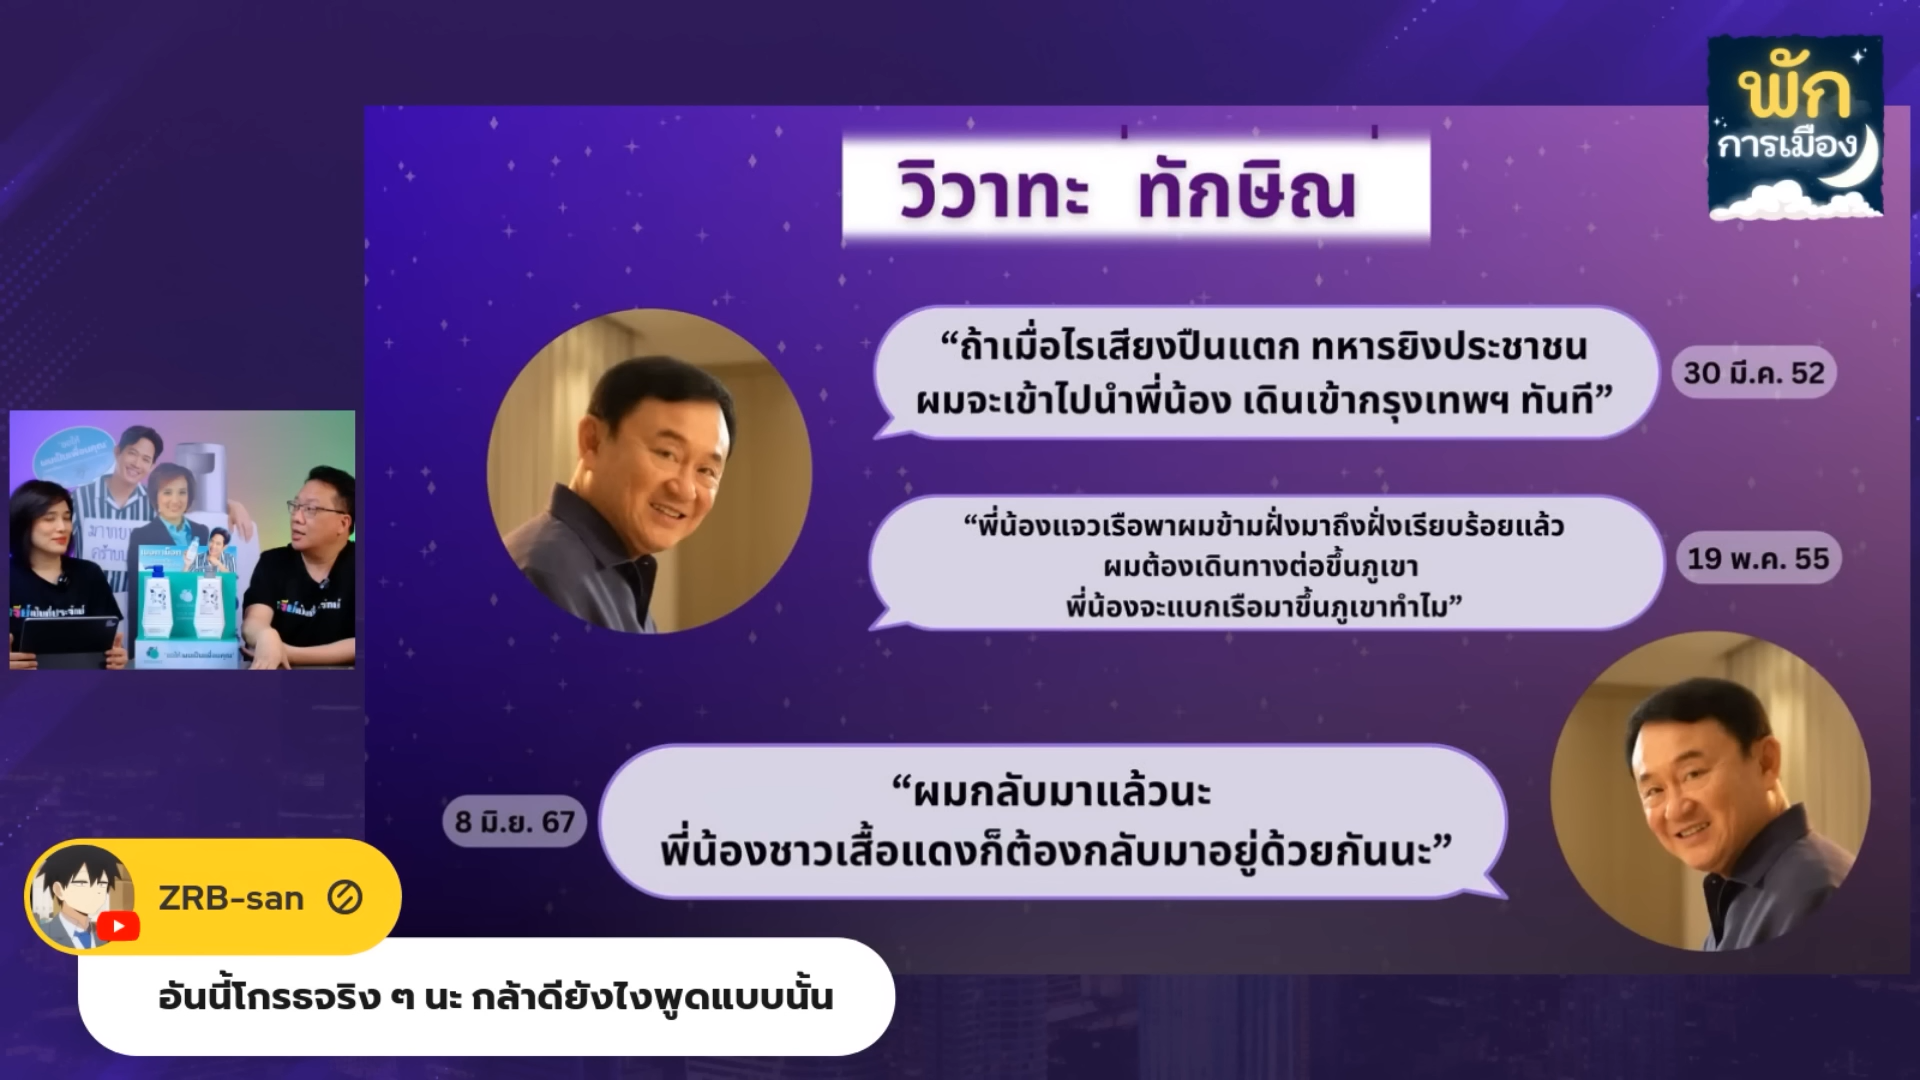 พัก
การเมือง
วิวาทะ ทักษิณ
“ถ้าเมื่อไรเสียงปืนแตก ทหารยิงประชาชน
ผมจะเข้าไปนำพี่น้อง เดินเข้ากรุงเทพฯ ทันที”
30 มี.ค. 52
“พี่น้องแจวเรือพาผมข้ามฝั่งมาถึงฝั่งเรียบร้อยแล้ว
ผมต้องเดินทางต่อขึ้นภูเขา
พี่น้องจะแบกเรือมาขึ้นภูเขาทำไม”
19 พ.ค. 55
“ผมกลับมาแล้วนะ
พี่น้องชาวเสื้อแดงก็ต้องกลับมาอยู่ด้วยกันนะ”
8 มิ.ย. 67
ZRB-san
อันนี้โกรธจริง ๆ นะ กล้าดียังไงพูดแบบนั้น